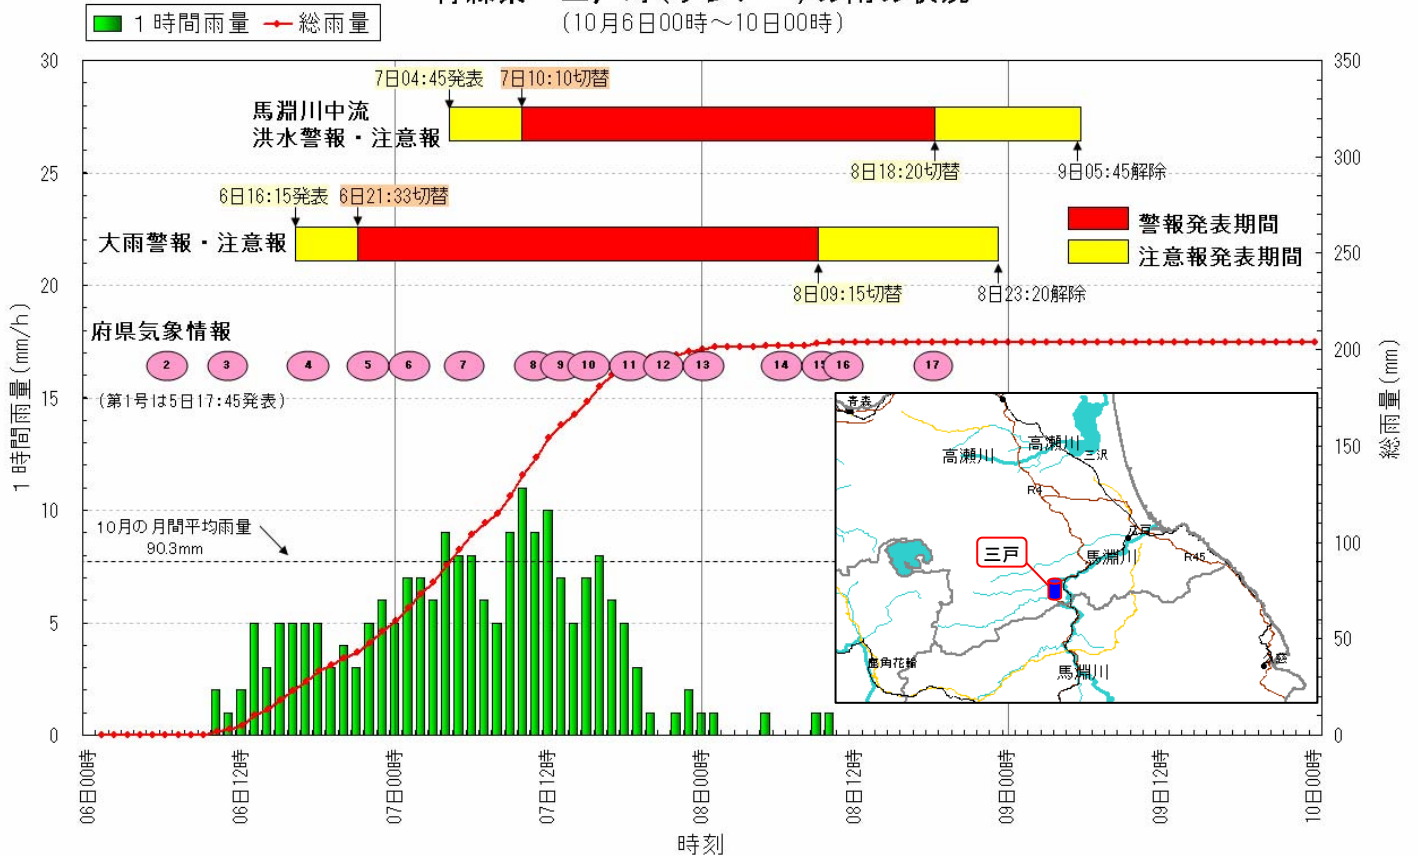 1時間雨量 総雨量
(10月6日00時～10日00時)
30
25
20
15
10
5
0
350
300
250
200
150
100
50
0
1時間雨量(mm/h)
総雨量(mm)
7日04:45発表
7日10:10切替
馬淵川中流
洪水警報・注意報
8日18:20切替
9日05:45解除
6日16:15発表
6日21:33切替
大雨警報・注意報
8日09:15切替
8日23:20解除
警報発表期間
注意報発表期間
府県気象情報
2 3 4 5 6 7 8 9 10 11 12 13 14 15 16 17
(第1号は5日17:45発表)
10月の月間平均雨量
90.3mm
青森
高瀬川
高瀬川
三沢
R4
三戸
馬淵川
R45
鹿角花輪
馬淵川
06日00時
06日12時
07日00時
07日12時
08日00時
08日12時
09日00時
09日12時
10日00時
時刻